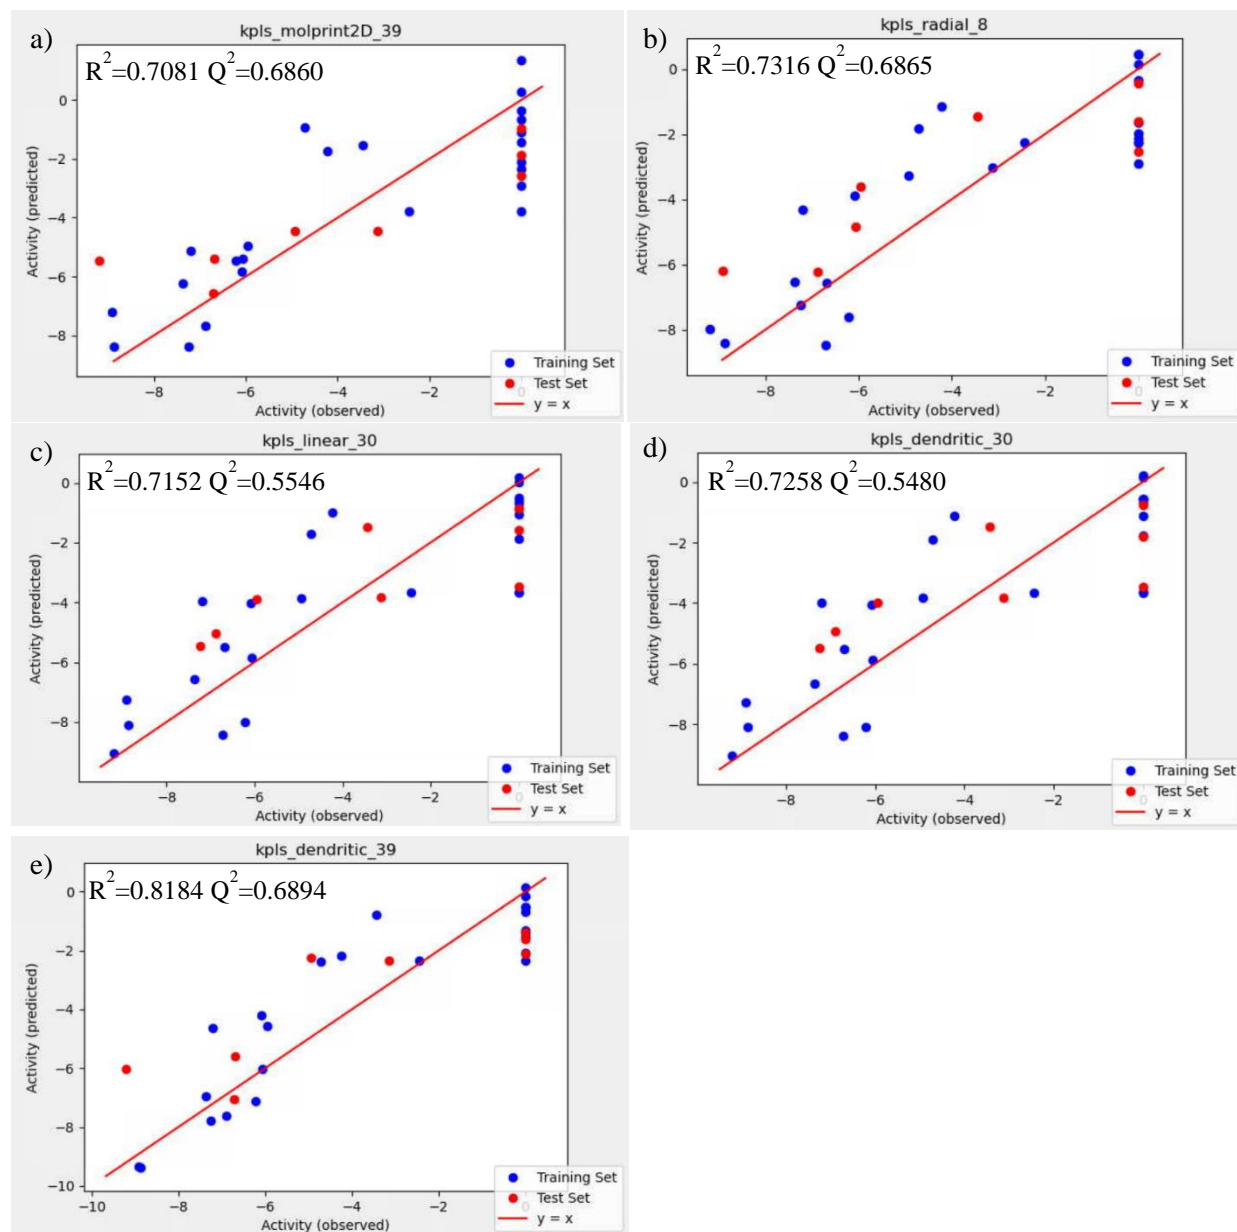 a)
kpls_molprint2D_39
R²=0.7081 Q²=0.6860
Activity (predicted)
0
−2
−4
−6
−8
−8
−6
−4
−2
0
Activity (observed)
Training Set
Test Set
y = x
b)
kpls_radial_8
R²=0.7316 Q²=0.6865
Activity (predicted)
0
−2
−4
−6
−8
−8
−6
−4
−2
0
Activity (observed)
Training Set
Test Set
y = x
c)
kpls_linear_30
R²=0.7152 Q²=0.5546
Activity (predicted)
0
−2
−4
−6
−8
−8
−6
−4
−2
0
Activity (observed)
Training Set
Test Set
y = x
d)
kpls_dendritic_30
R²=0.7258 Q²=0.5480
Activity (predicted)
0
−2
−4
−6
−8
−8
−6
−4
−2
0
Activity (observed)
Training Set
Test Set
y = x
e)
kpls_dendritic_39
R²=0.8184 Q²=0.6894
Activity (predicted)
0
−2
−4
−6
−8
−10
−10
−8
−6
−4
−2
0
Activity (observed)
Training Set
Test Set
y = x